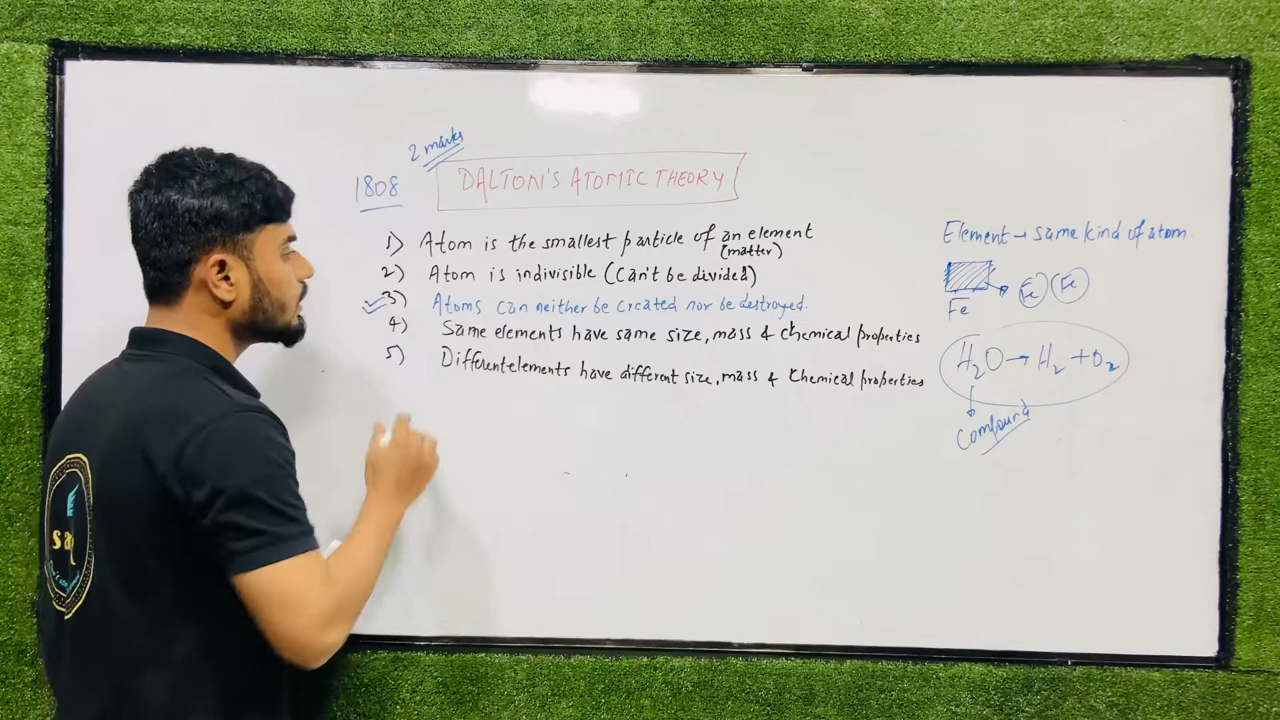 2 marks
1808 DALTON'S ATOMIC THEORY
1) Atom is the smallest particle of an element
(matter)
2) Atom is indivisible (Can't be divided)
3) Atoms can neither be created nor be destroyed.
4) Same elements have same size, mass & chemical properties
5) Different elements have different size, mass & chemical properties
Element → same kind of atom.
Fe Fe
Fe
H₂O → H₂ + O₂
Compound